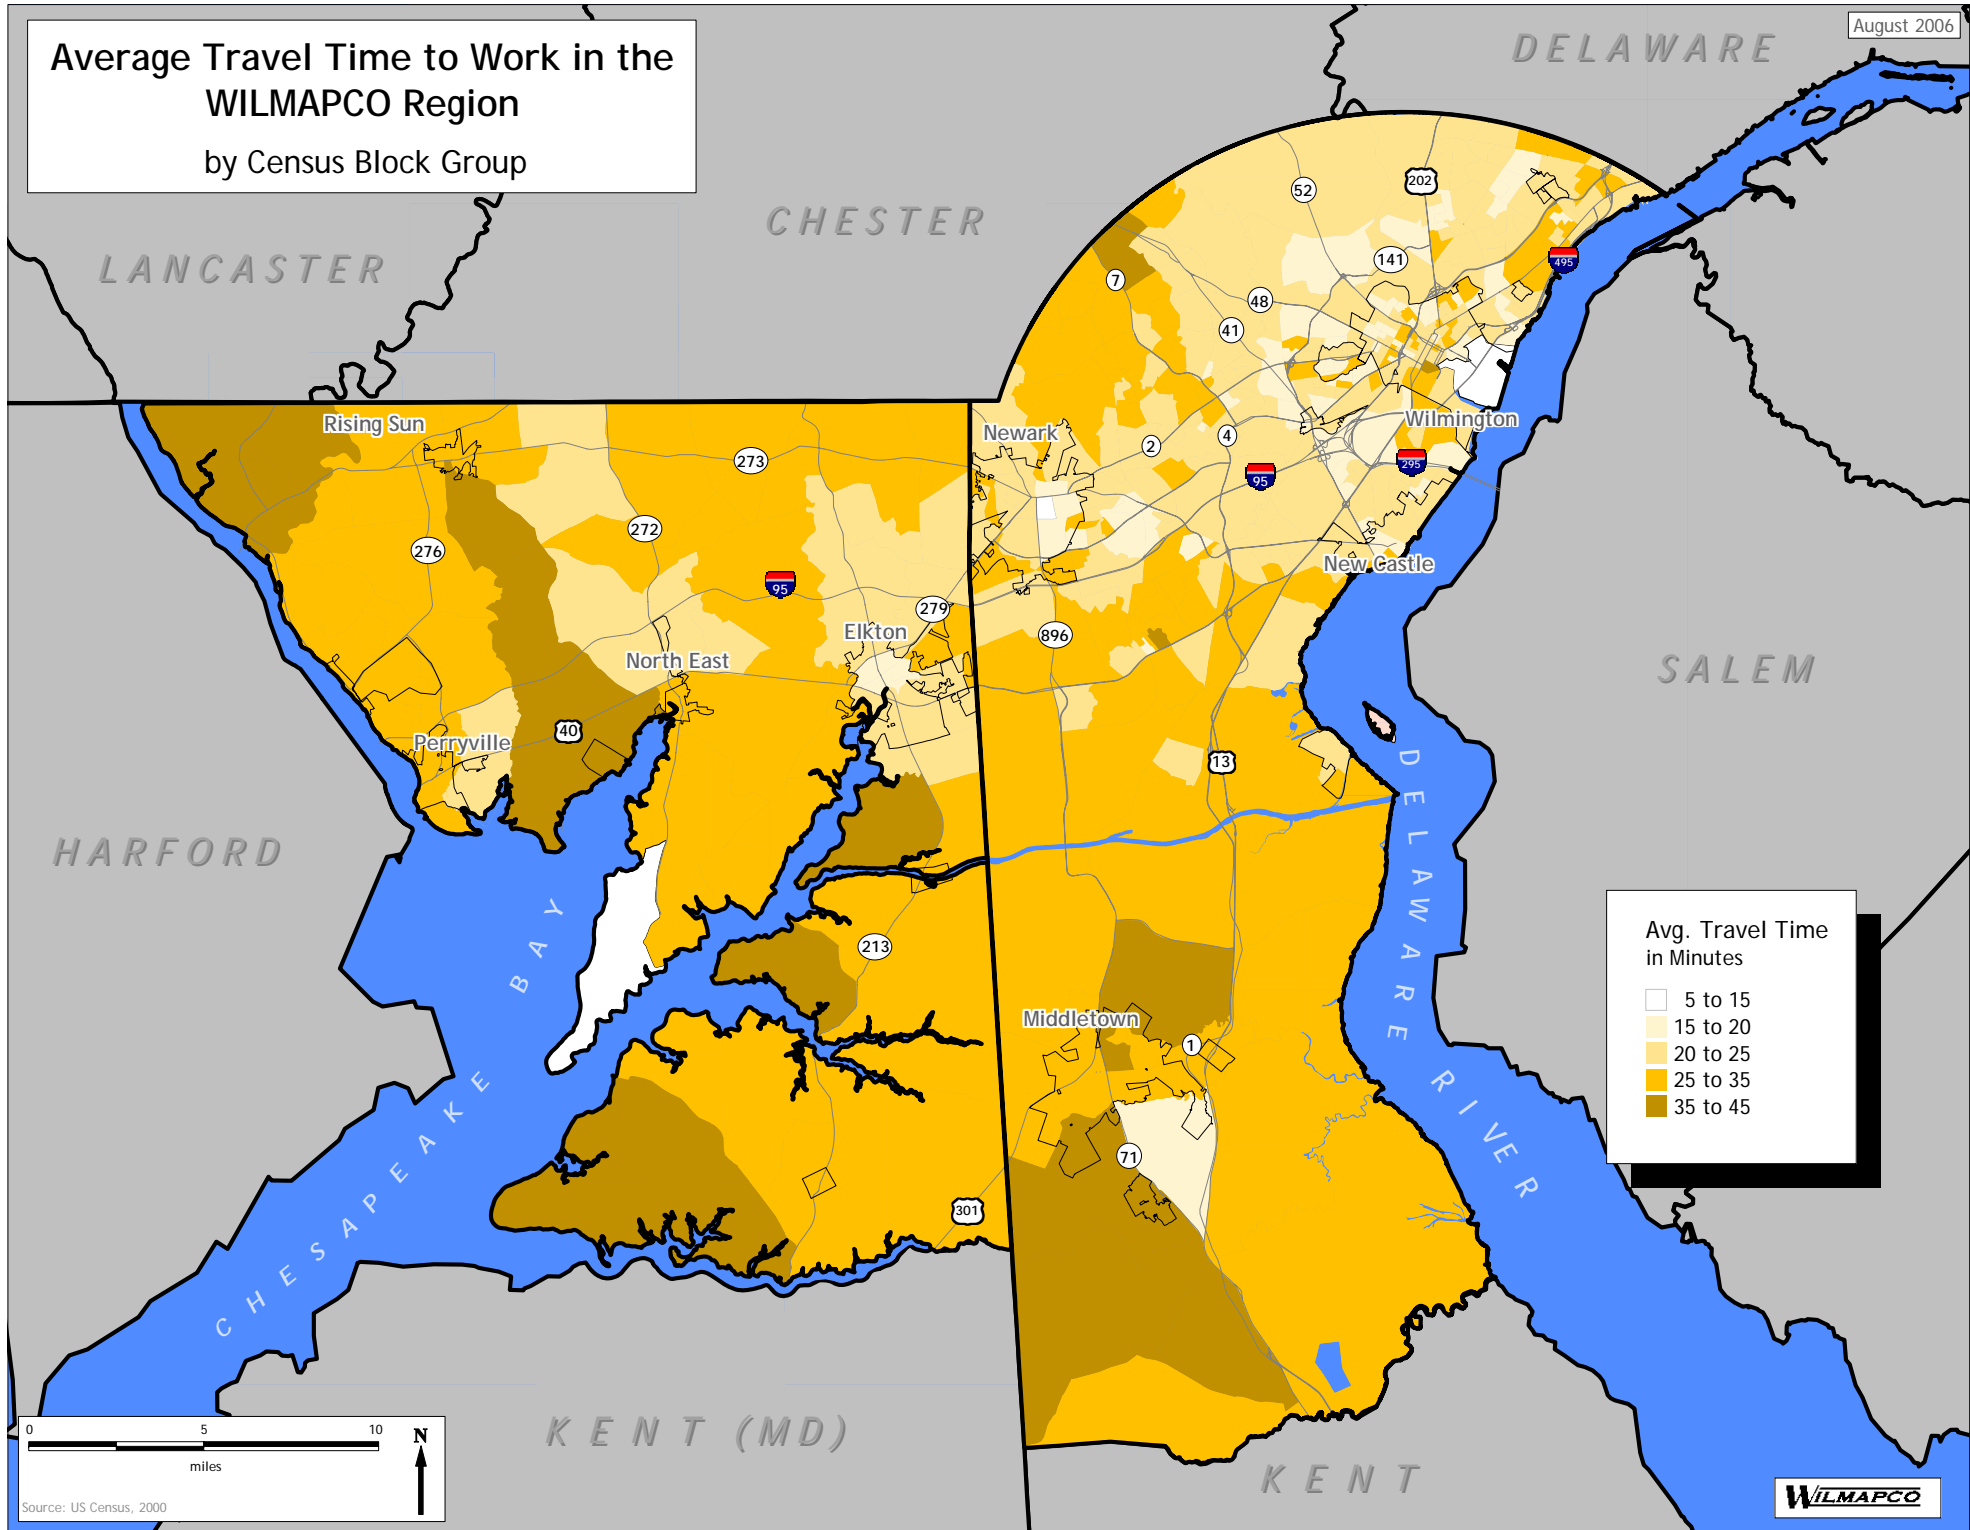 Average Travel Time to Work in the
WILMAPCO Region
by Census Block Group
August 2006
DELAWARE
CHESTER
LANCASTER
52
202
141
495
7
48
41
Rising Sun
Newark
Wilmington
273
2
4
95
295
272
276
New Castle
95
279
Elkton
896
North East
SALEM
40
Perryville
13
HARFORD
DELAWARE RIVER
CHESAPEAKE BAY
213
Middletown
1
71
301
Avg. Travel Time
in Minutes
5 to 15
15 to 20
20 to 25
25 to 35
35 to 45
KENT (MD)
KENT
0 5 10
miles
N
Source: US Census, 2000
WILMAPCO